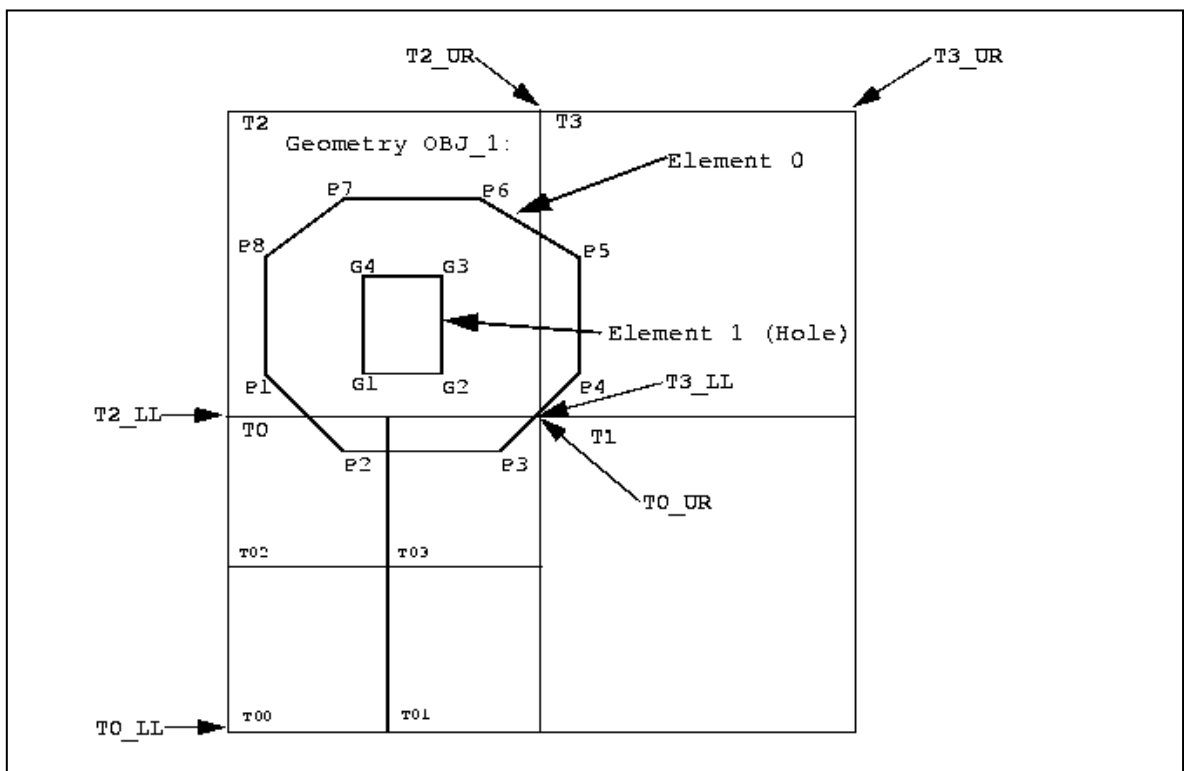 T2_UR
T3_UR
T2
T3
Geometry OBJ_1:
Element 0
P7
P6
P8
P5
G4
G3
Element 1 (Hole)
P1
G1
G2
P4
T3_LL
T2_LL
T0
T1
P2
P3
T0_UR
T02
T03
T00
T01
T0_LL